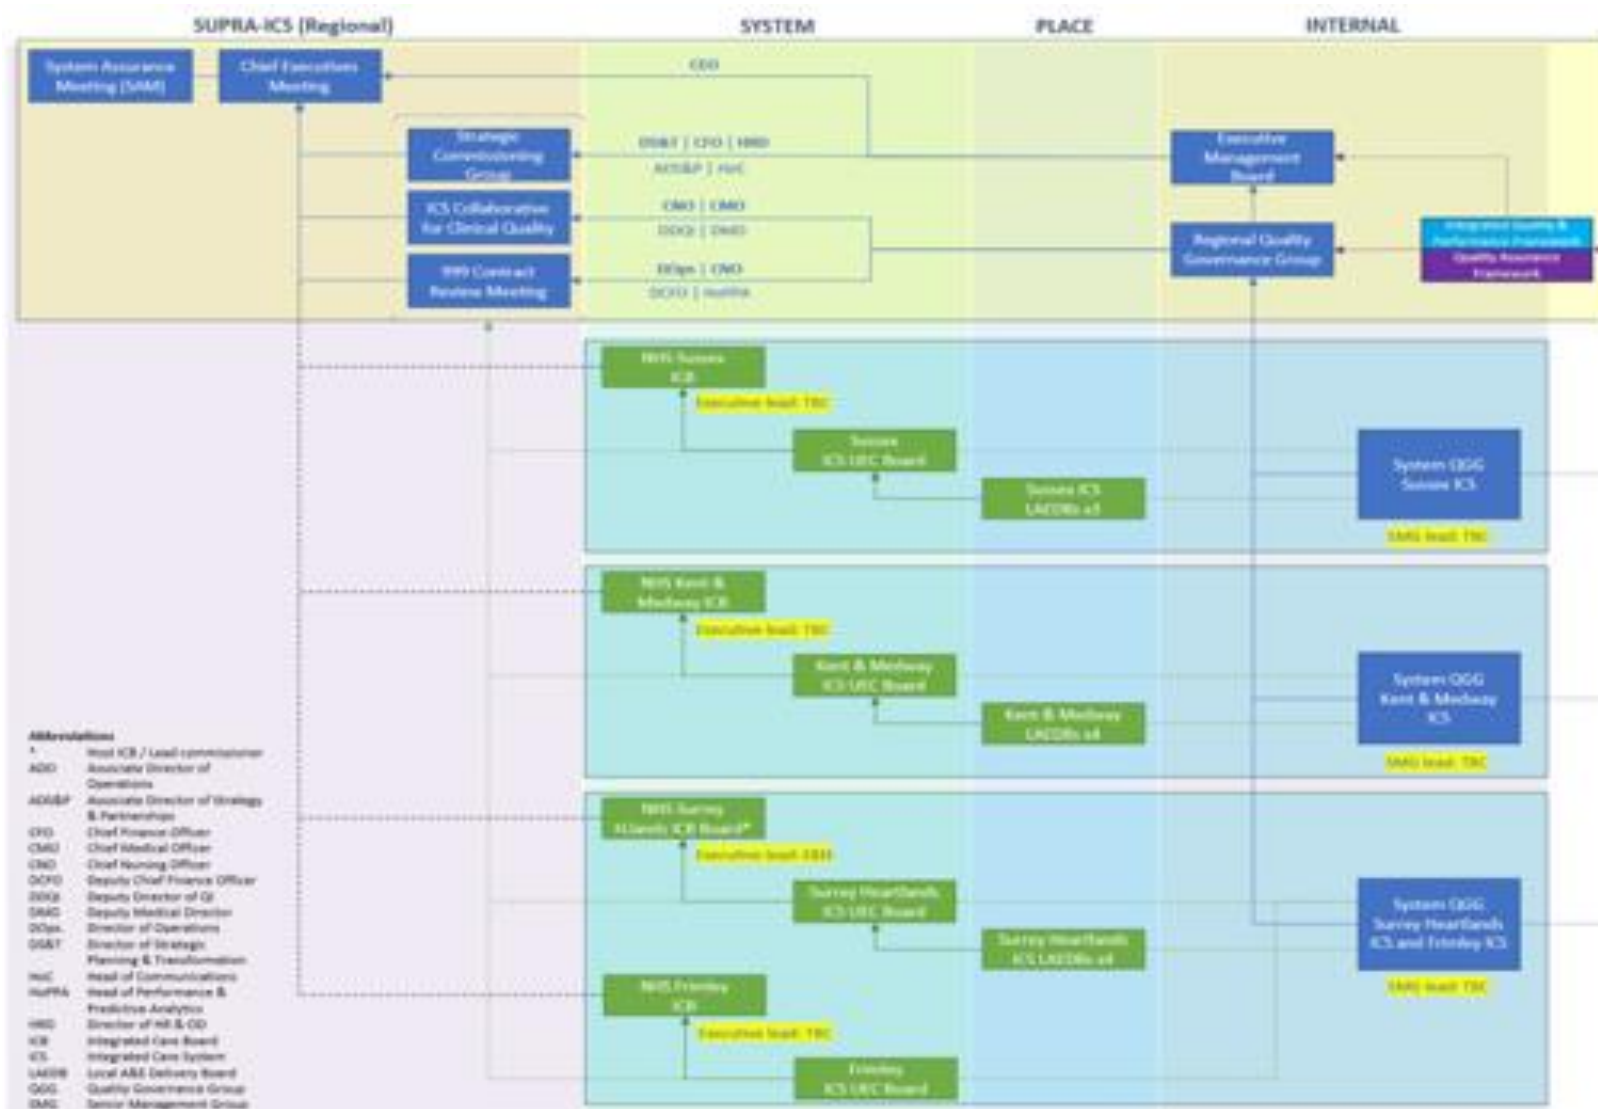 SUPRA-ICS (Regional)
SYSTEM
PLACE
INTERNAL
System Assurance
Meeting (SAM)
Chief Executives
Meeting
CEO
Strategic
Commissioning
Group
DS&T | CFO | HRD
ADS&P | HoC
Executive
Management
Board
ICS Collaborative
for Clinical Quality
CNO | CMO
DDQI | DMD
Regional Quality
Governance Group
Integrated Quality &
Performance Framework
Quality Assurance
Framework
999 Contract
Review Meeting
DOps | CNO
DCFO | HoPPA
NHS Sussex
ICB
Executive lead: TBC
Sussex
ICS UEC Board
Sussex ICS
LAEDBs x3
System QGG
Sussex ICS
SMG lead: TBC
NHS Kent &
Medway ICB
Executive lead: TBC
Kent & Medway
ICS UEC Board
Kent & Medway
LAEDBs x4
System QGG
Kent & Medway
ICS
SMG lead: TBC
NHS Surrey
H.lands ICB Board*
Executive lead:
Surrey Heartlands
ICS UEC Board
Surrey Heartlands
ICS LAEDBs x4
System QGG
Surrey Heartlands
ICS and Frimley ICS
SMG lead: TBC
NHS Frimley
ICB
Executive lead: TBC
Frimley
ICS UEC Board
Abbreviations
* Host ICB / Lead commissioner
ADO Associate Director of
Operations
ADS&P Associate Director of Strategy
& Partnerships
CFO Chief Finance Officer
CMO Chief Medical Officer
CNO Chief Nursing Officer
DCFO Deputy Chief Finance Officer
DDQI Deputy Director of QI
DMD Deputy Medical Director
DOps Director of Operations
DS&T Director of Strategic
Planning & Transformation
HoC Head of Communications
HoPPA Head of Performance &
Predictive Analytics
HRD Director of HR & OD
ICB Integrated Care Board
ICS Integrated Care System
LAEDB Local A&E Delivery Board
QGG Quality Governance Group
SMG Senior Management Group